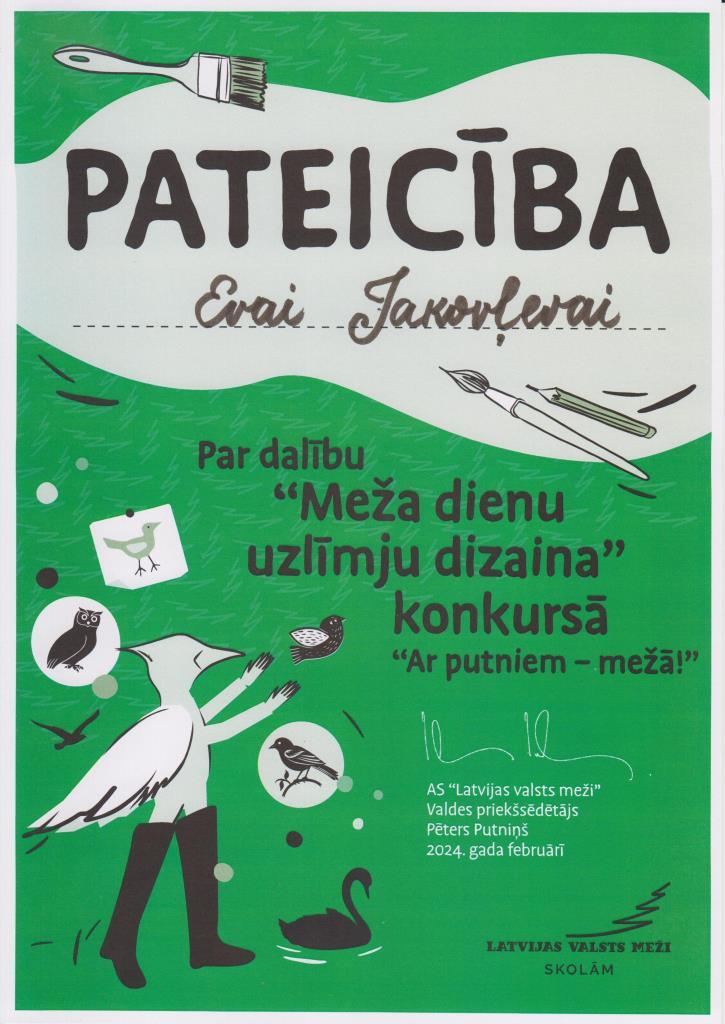 PATEICĪBA
Evai Jakovļevai
Par dalību
“Meža dienu
uzlīmju dizaina”
konkursā
“Ar putniem – mežā!”
AS “Latvijas valsts meži”
Valdes priekšsēdētājs
Pēters Putniņš
2024. gada februārī
LATVIJAS VALSTS MEŽI
SKOLĀM